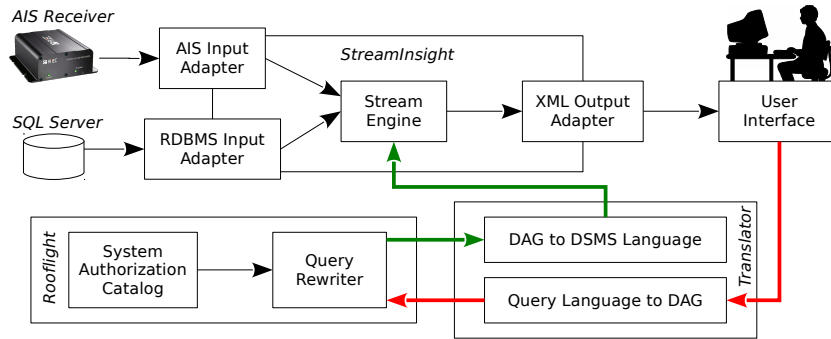 AIS Receiver
AIS Input
Adapter
StreamInsight
Stream
Engine
XML Output
Adapter
User
Interface
SQL Server
RDBMS Input
Adapter
Rooflight
System
Authorization
Catalog
Query
Rewriter
DAG to DSMS Language
Query Language to DAG
Translator